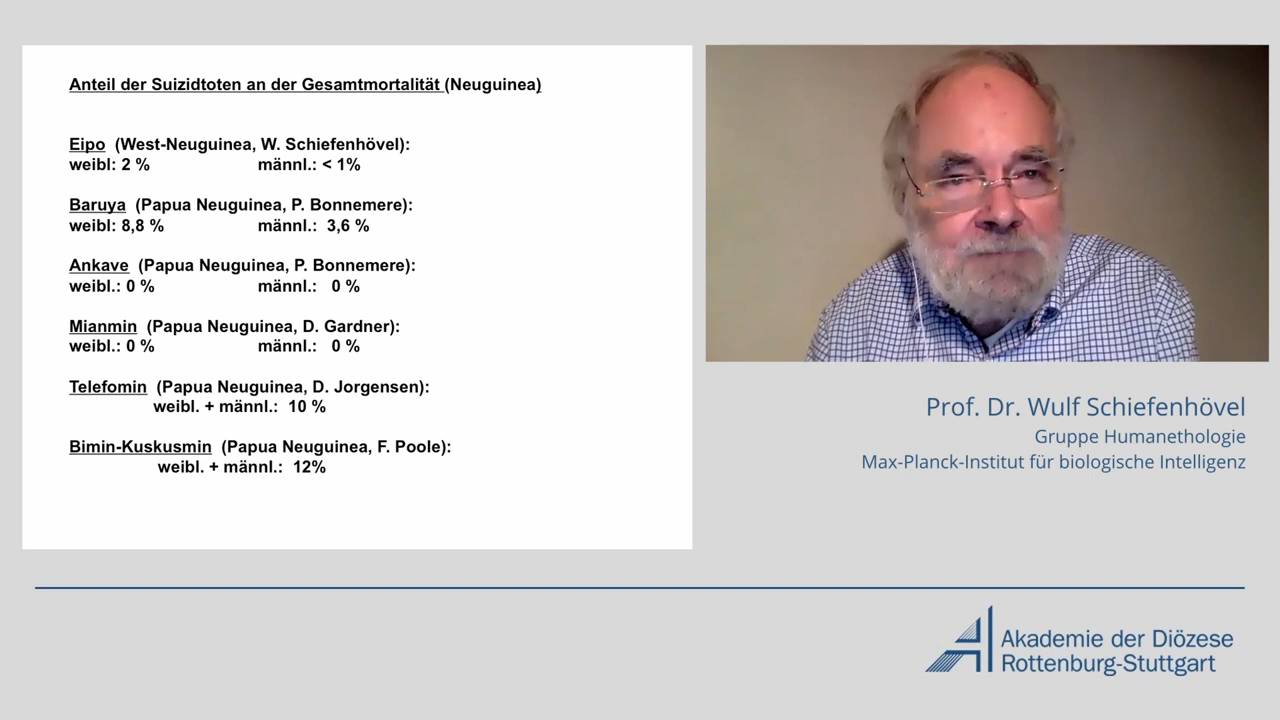 Anteil der Suizidtoten an der Gesamtmortalität (Neuguinea)
Eipo (West-Neuguinea, W. Schiefenhövel):
weibl: 2 % männl.: < 1%
Baruya (Papua Neuguinea, P. Bonnemere):
weibl: 8,8 % männl.: 3,6 %
Ankave (Papua Neuguinea, P. Bonnemere):
weibl.: 0 % männl.: 0 %
Mianmin (Papua Neuguinea, D. Gardner):
weibl.: 0 % männl.: 0 %
Telefomin (Papua Neuguinea, D. Jorgensen):
weibl. + männl.: 10 %
Bimin-Kuskusmin (Papua Neuguinea, F. Poole):
weibl. + männl.: 12%
Prof. Dr. Wulf Schiefenhövel
Gruppe Humanethologie
Max-Planck-Institut für biologische Intelligenz
Akademie der Diözese
Rottenburg-Stuttgart